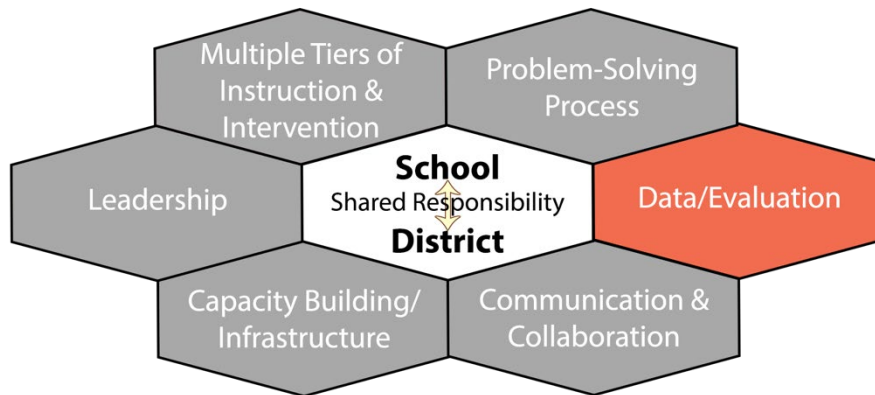 Multiple Tiers of
Instruction &
Intervention
Problem-Solving
Process
Leadership
School
Shared Responsibility
District
Data/Evaluation
Capacity Building/
Infrastructure
Communication &
Collaboration